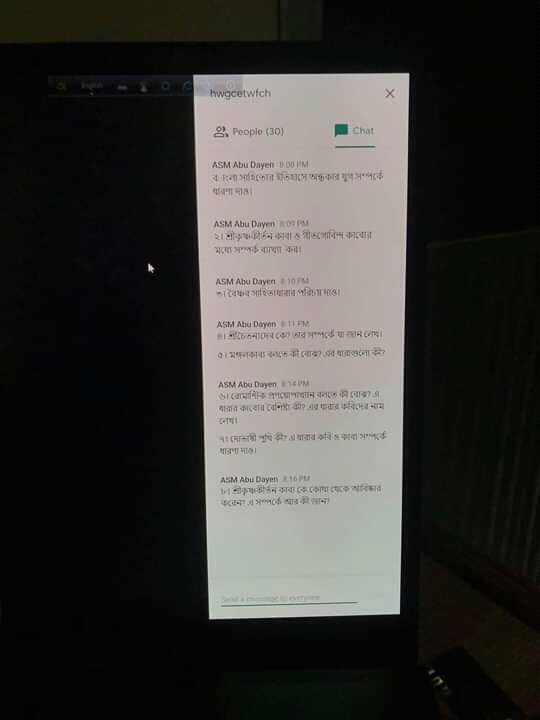 English
hwgcetwfch
People (30)
Chat
ASM Abu Dayen 8:08 PM
বাংলা সাহিত্যের ইতিহাসে অন্ধকার যুগ সম্পর্কে
ধারণা দাও।
ASM Abu Dayen 8:09 PM
২। শ্রীকৃষ্ণকীর্তন কাব্য ও গীতগোবিন্দ কাব্যের
মধ্যে সম্পর্ক ব্যাখ্যা কর।
ASM Abu Dayen 8:10 PM
৩। বৈষ্ণব সাহিত্যধারার পরিচয় দাও।
ASM Abu Dayen 8:11 PM
৪। শ্রীচৈতন্যদেব কে? তার সম্পর্কে যা জান লেখ।
৫। মঙ্গলকাব্য বলতে কী বোঝ? এর ধারাগুলো কী?
ASM Abu Dayen 8:14 PM
৬। রোমান্টিক প্রণয়োপাখ্যান বলতে কী বোঝ? এ
ধারার কাব্যের বৈশিষ্ট্য কী? এর ধারার কবিদের নাম
লেখ।
৭। দোভাষী পুথি কী? এ ধারার কবি ও কাব্য সম্পর্কে
ধারণা দাও।
ASM Abu Dayen 8:16 PM
৮। শ্রীকৃষ্ণকীর্তন কাব্য কে কোথা থেকে আবিষ্কার
করেন? এ সম্পর্কে আর কী জান?
Send a message to everyone